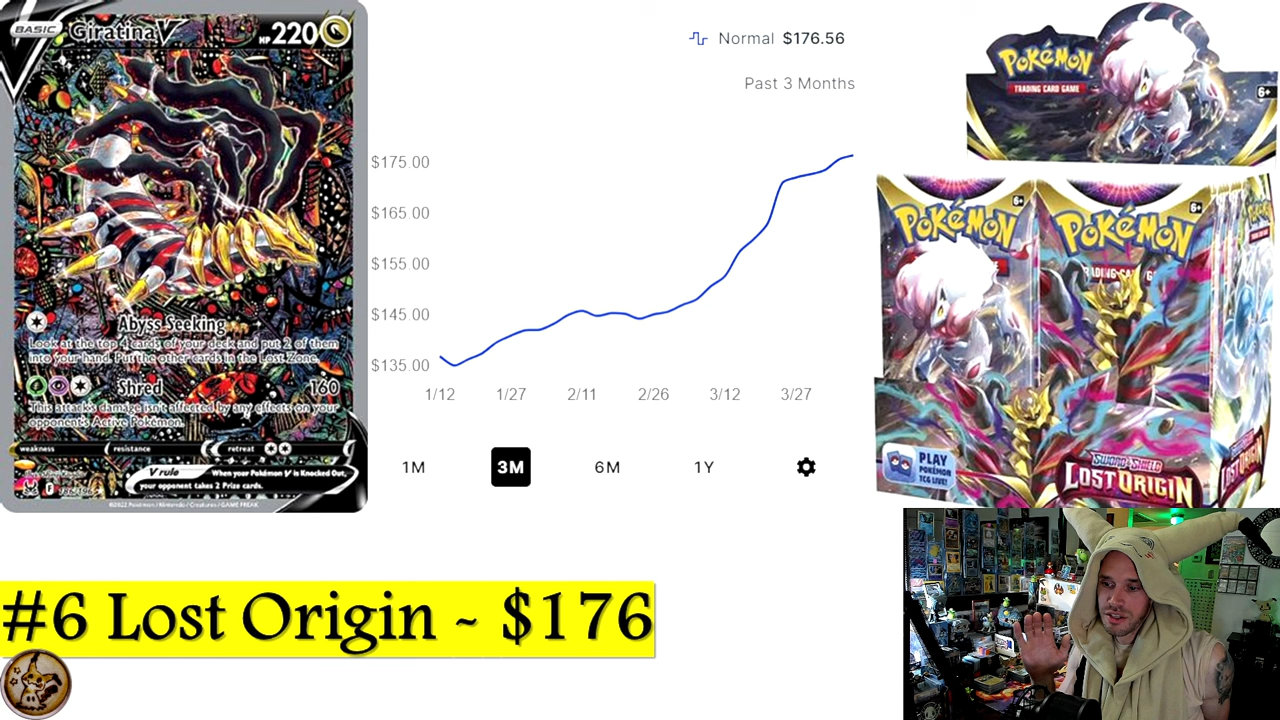 BASIC Giratina V HP 220
Abyss Seeking
Look at the top 4 cards of your deck and put 2 of them
into your hand. Put the other cards in the Lost Zone.
Shred 160
This attack's damage isn't affected by any effects on your
opponent's Active Pokémon.
weakness resistance retreat
V rule When your Pokémon V is Knocked Out,
your opponent takes 2 Prize cards.
©2022 Pokémon / Nintendo / Creatures / GAME FREAK
Normal $176.56
Past 3 Months
$175.00
$165.00
$155.00
$145.00
$135.00
1/12 1/27 2/11 2/26 3/12 3/27
1M 3M 6M 1Y
POKéMON
TRADING CARD GAME
6+
POKéMON
6+
POKéMON
6+
PLAY
POKÉMON
TCG LIVE!
SWORD & SHIELD
LOST ORIGIN
LOST ORIGIN
#6 Lost Origin ~ $176